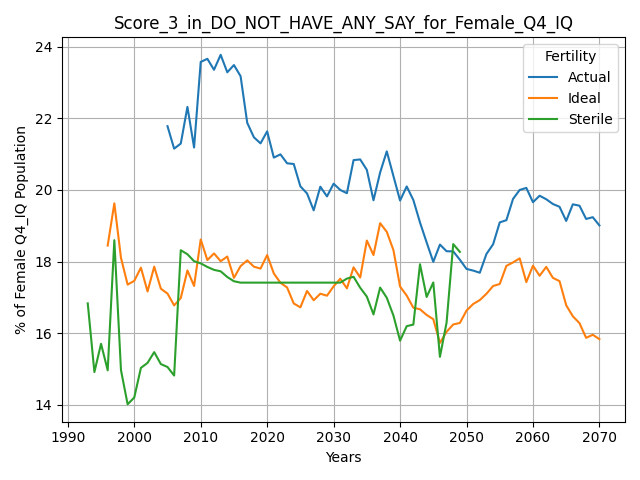 Score_3_in_DO_NOT_HAVE_ANY_SAY_for_Female_Q4_IQ
24
22
20
18
16
14
% of Female Q4_IQ Population
Fertility
Actual
Ideal
Sterile
1990 2000 2010 2020 2030 2040 2050 2060 2070
Years